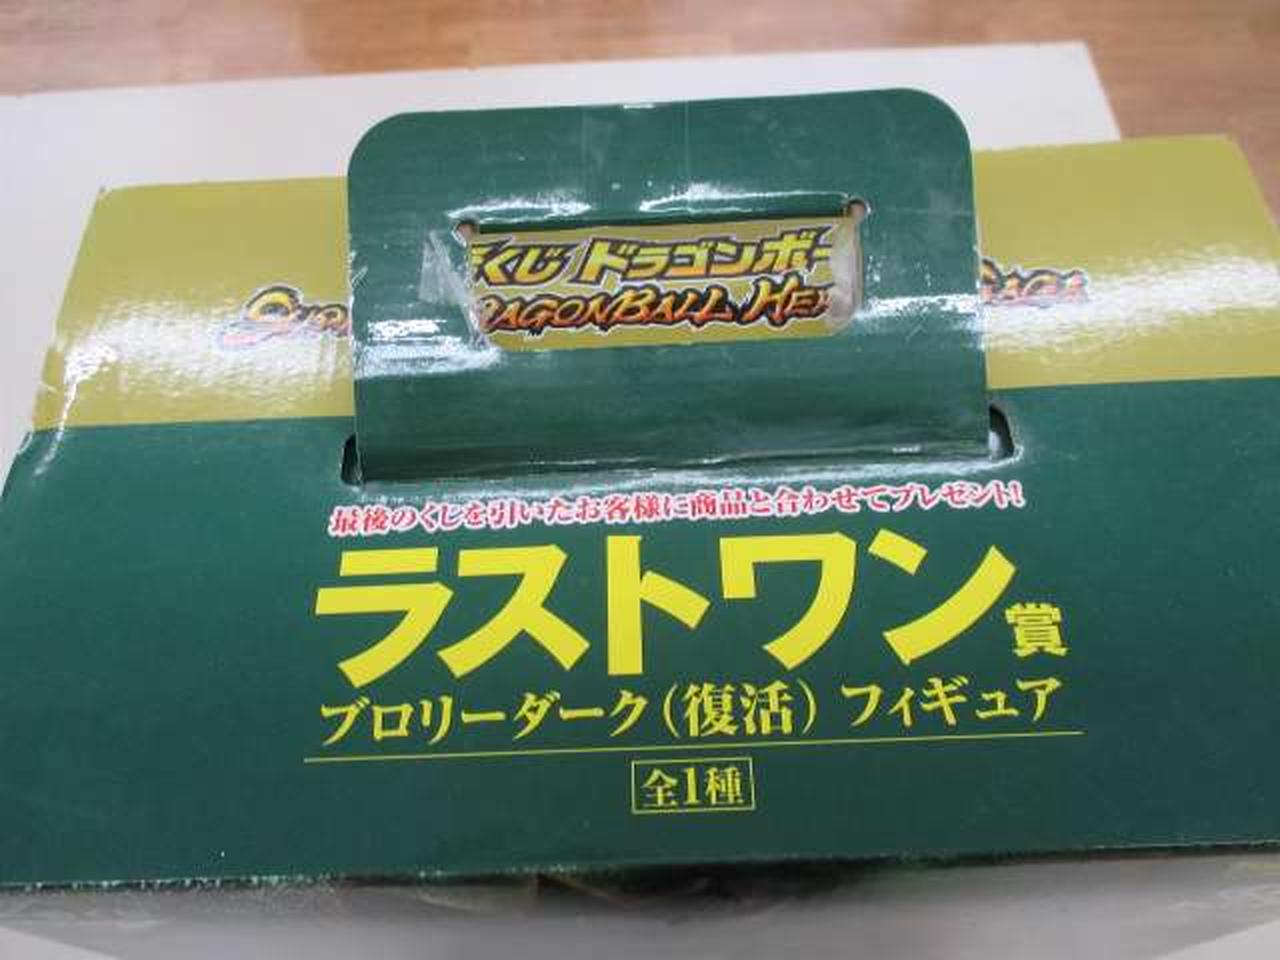 くじ ドラゴンボー
DRAGONBALL HE
SAGA
最後のくじを引いたお客様に商品と合わせてプレゼント!
ラストワン賞
ブロリーダーク(復活) フィギュア
全1種